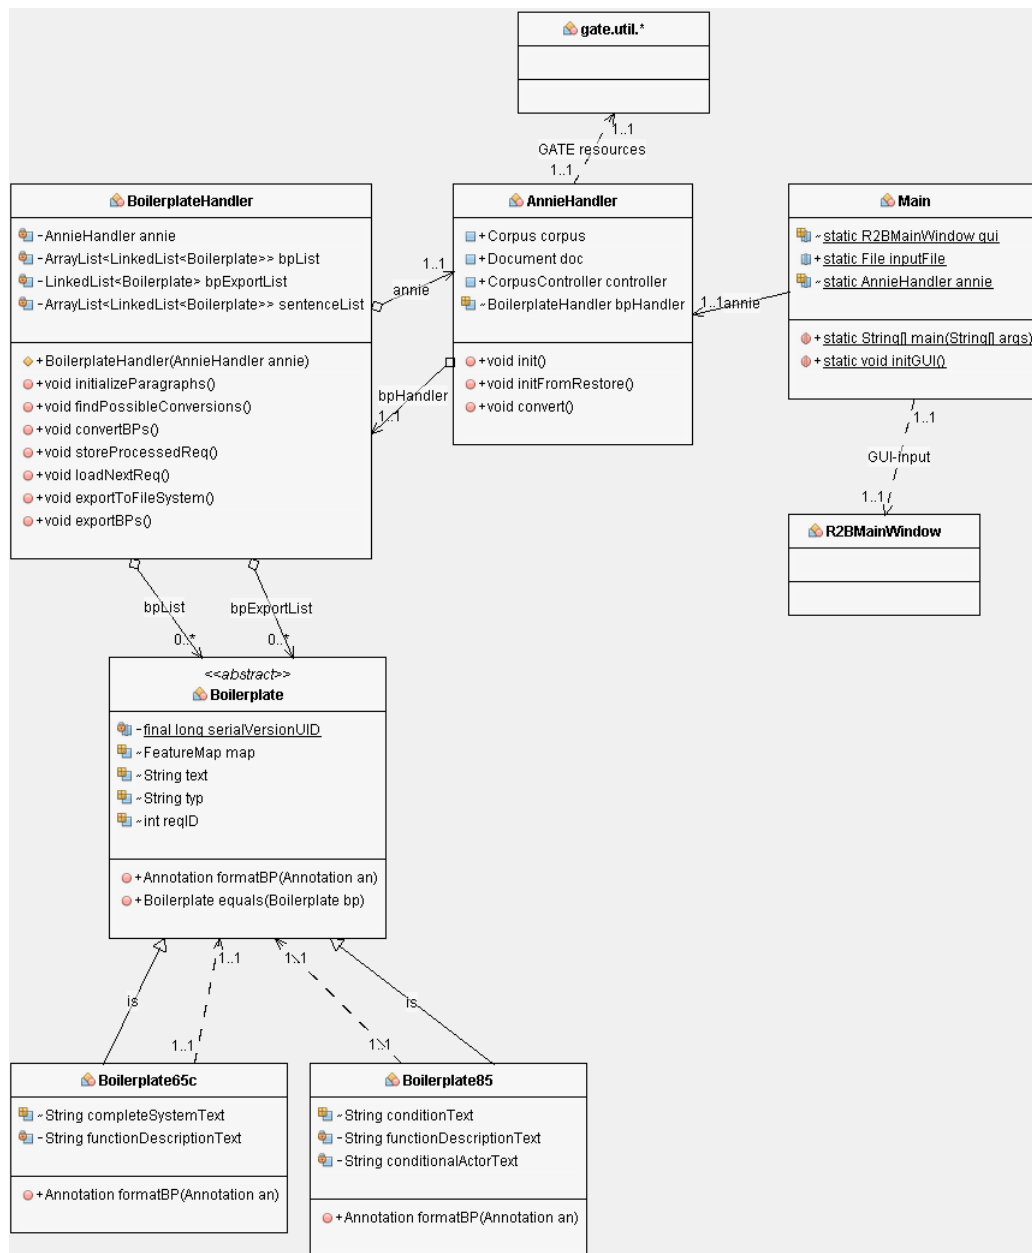 gate.util.*
1..1
GATE resources
1..1
BoilerplateHandler
-AnnieHandler annie
-ArrayList<LinkedList<Boilerplate>> bpList
-LinkedList<Boilerplate> bpExportList
-ArrayList<LinkedList<Boilerplate>> sentenceList
+BoilerplateHandler(AnnieHandler annie)
+void initializeParagraphs()
+void findPossibleConversions()
+void convertBPs()
+void storeProcessedReq()
+void loadNextReq()
+void exportToFileSystem()
+void exportBPs()
1..1
annie
bpHandler
1..1
AnnieHandler
+Corpus corpus
+Document doc
+CorpusController controller
~BoilerplateHandler bpHandler
+void init()
+void initFromRestore()
+void convert()
1..1annie
Main
~static R2BMainWindow gui
+static File inputFile
~static AnnieHandler annie
+static String[] main(String[] args)
+static void initGUI()
1..1
GUI-input
1..1
R2BMainWindow
bpList
bpExportList
0..*
0..*
<<abstract>>
Boilerplate
-final long serialVersionUID
~FeatureMap map
~String text
~String typ
~int reqID
+Annotation formatBP(Annotation an)
+Boilerplate equals(Boilerplate bp)
1..1
1..1
is
is
1..1
1..1
Boilerplate65c
~String completeSystemText
-String functionDescriptionText
+Annotation formatBP(Annotation an)
Boilerplate85
~String conditionText
-String functionDescriptionText
-String conditionalActorText
+Annotation formatBP(Annotation an)